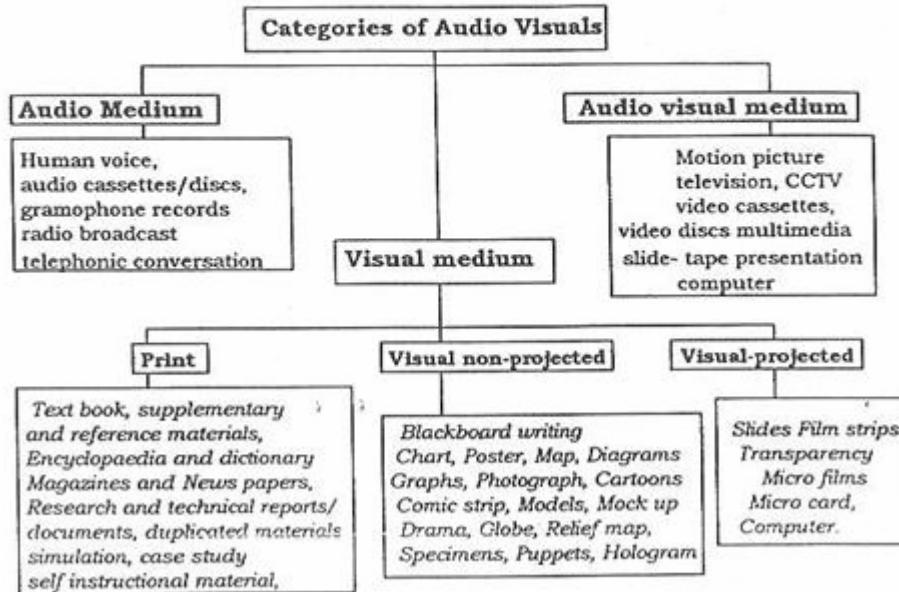 Categories of Audio Visuals
Audio Medium
Human voice,
audio cassettes/discs,
gramophone records
radio broadcast
telephonic conversation
Audio visual medium
Motion picture
television, CCTV
video cassettes,
video discs multimedia
slide- tape presentation
computer
Visual medium
Print
Text book, supplementary
and reference materials,
Encyclopaedia and dictionary
Magazines and News papers,
Research and technical reports/
documents, duplicated materials
simulation, case study
self instructional material,
Visual non-projected
Blackboard writing
Chart, Poster, Map, Diagrams
Graphs, Photograph, Cartoons
Comic strip, Models, Mock up
Drama, Globe, Relief map,
Specimens, Puppets, Hologram
Visual-projected
Slides Film strips
Transparency
Micro films
Micro card,
Computer.